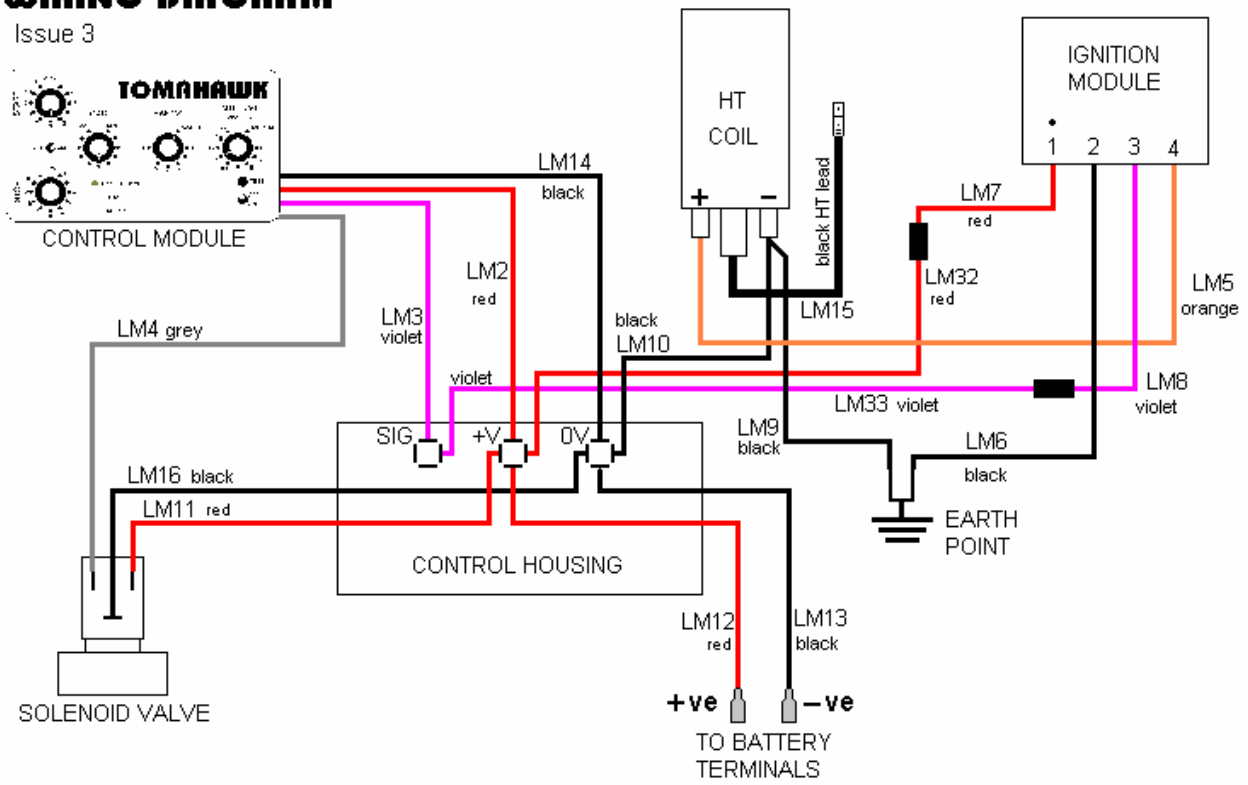 WIRING DIAGRAM
Issue 3
TOMAHAWK
CONTROL MODULE
HT
COIL
+ −
IGNITION
MODULE
1 2 3 4
LM14
black
LM7
red
black HT lead
LM2
red
LM32
red
LM5
orange
LM15
LM3
violet
LM4 grey
black
LM10
violet
LM33 violet
LM8
violet
SIG +V 0V
LM9
black
LM6
black
LM16 black
LM11 red
EARTH
POINT
CONTROL HOUSING
LM12
red
LM13
black
SOLENOID VALVE
+ve −ve
TO BATTERY
TERMINALS